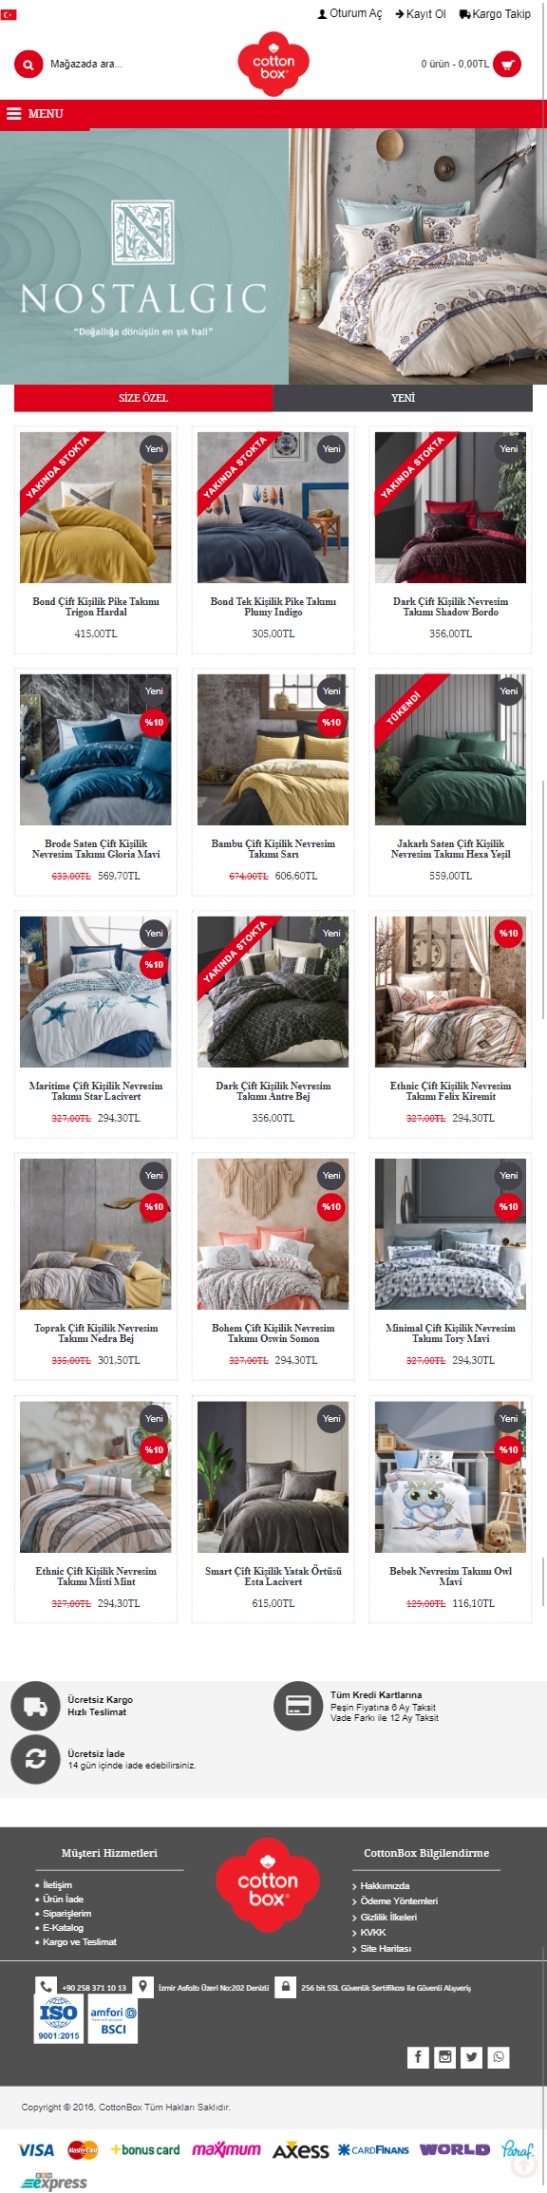 Oturum Aç
Kayıt Ol
Kargo Takip
Mağazada ara...
cotton
box
0 ürün - 0,00TL
MENU
N
NOSTALGIC
"Doğallığa dönüşün en şık hali"
SİZE ÖZEL
YENİ
YAKINDA STOKTA
Yeni
YAKINDA STOKTA
Yeni
YAKINDA STOKTA
Yeni
Bond Çift Kişilik Pike Takımı
Trigon Hardal
415,00TL
Bond Tek Kişilik Pike Takımı
Plumy Indigo
305,00TL
Dark Çift Kişilik Nevresim
Takımı Shadow Bordo
356,00TL
Yeni
%10
Yeni
%10
TÜKENDİ
Yeni
Brode Saten Çift Kişilik
Nevresim Takımı Gloria Mavi
633,00TL 569,70TL
Bambu Çift Kişilik Nevresim
Takımı Sarı
674,00TL 606,60TL
Jakarlı Saten Çift Kişilik
Nevresim Takımı Hexa Yeşil
559,00TL
Yeni
%10
YAKINDA STOKTA
Yeni
%10
Maritime Çift Kişilik Nevresim
Takımı Star Lacivert
327,00TL 294,30TL
Dark Çift Kişilik Nevresim
Takımı Antre Bej
356,00TL
Ethnic Çift Kişilik Nevresim
Takımı Felix Kiremit
327,00TL 294,30TL
Yeni
%10
Yeni
%10
Yeni
%10
Toprak Çift Kişilik Nevresim
Takımı Nedra Bej
335,00TL 301,50TL
Bohem Çift Kişilik Nevresim
Takımı Oswin Somon
327,00TL 294,30TL
Minimal Çift Kişilik Nevresim
Takımı Tory Mavi
327,00TL 294,30TL
Yeni
%10
Yeni
Yeni
%10
Ethnic Çift Kişilik Nevresim
Takımı Misti Mint
327,00TL 294,30TL
Smart Çift Kişilik Yatak Örtüsü
Esta Lacivert
615,00TL
Bebek Nevresim Takımı Owl
Mavi
129,00TL 116,10TL
Ücretsiz Kargo
Hızlı Teslimat
Tüm Kredi Kartlarına
Peşin Fiyatına 6 Ay Taksit
Vade Farkı ile 12 Ay Taksit
Ücretsiz İade
14 gün içinde iade edebilirsiniz.
Müşteri Hizmetleri
İletişim
Ürün İade
Siparişlerim
E-Katalog
Kargo ve Teslimat
cotton
box
CottonBox Bilgilendirme
Hakkımızda
Ödeme Yöntemleri
Gizlilik İlkeleri
KVKK
Site Haritası
+90 258 371 10 13
İzmir Asfaltı Üzeri No:202 Denizli
256 bit SSL Güvenlik Sertifikası ile Güvenli Alışveriş
ISO
9001:2015
amfori
BSCI
Copyright © 2016, CottonBox Tüm Hakları Saklıdır.
VISA
MasterCard
+bonus card
maximum
AXESS
CARDFINANS
WORLD
Paraf
express